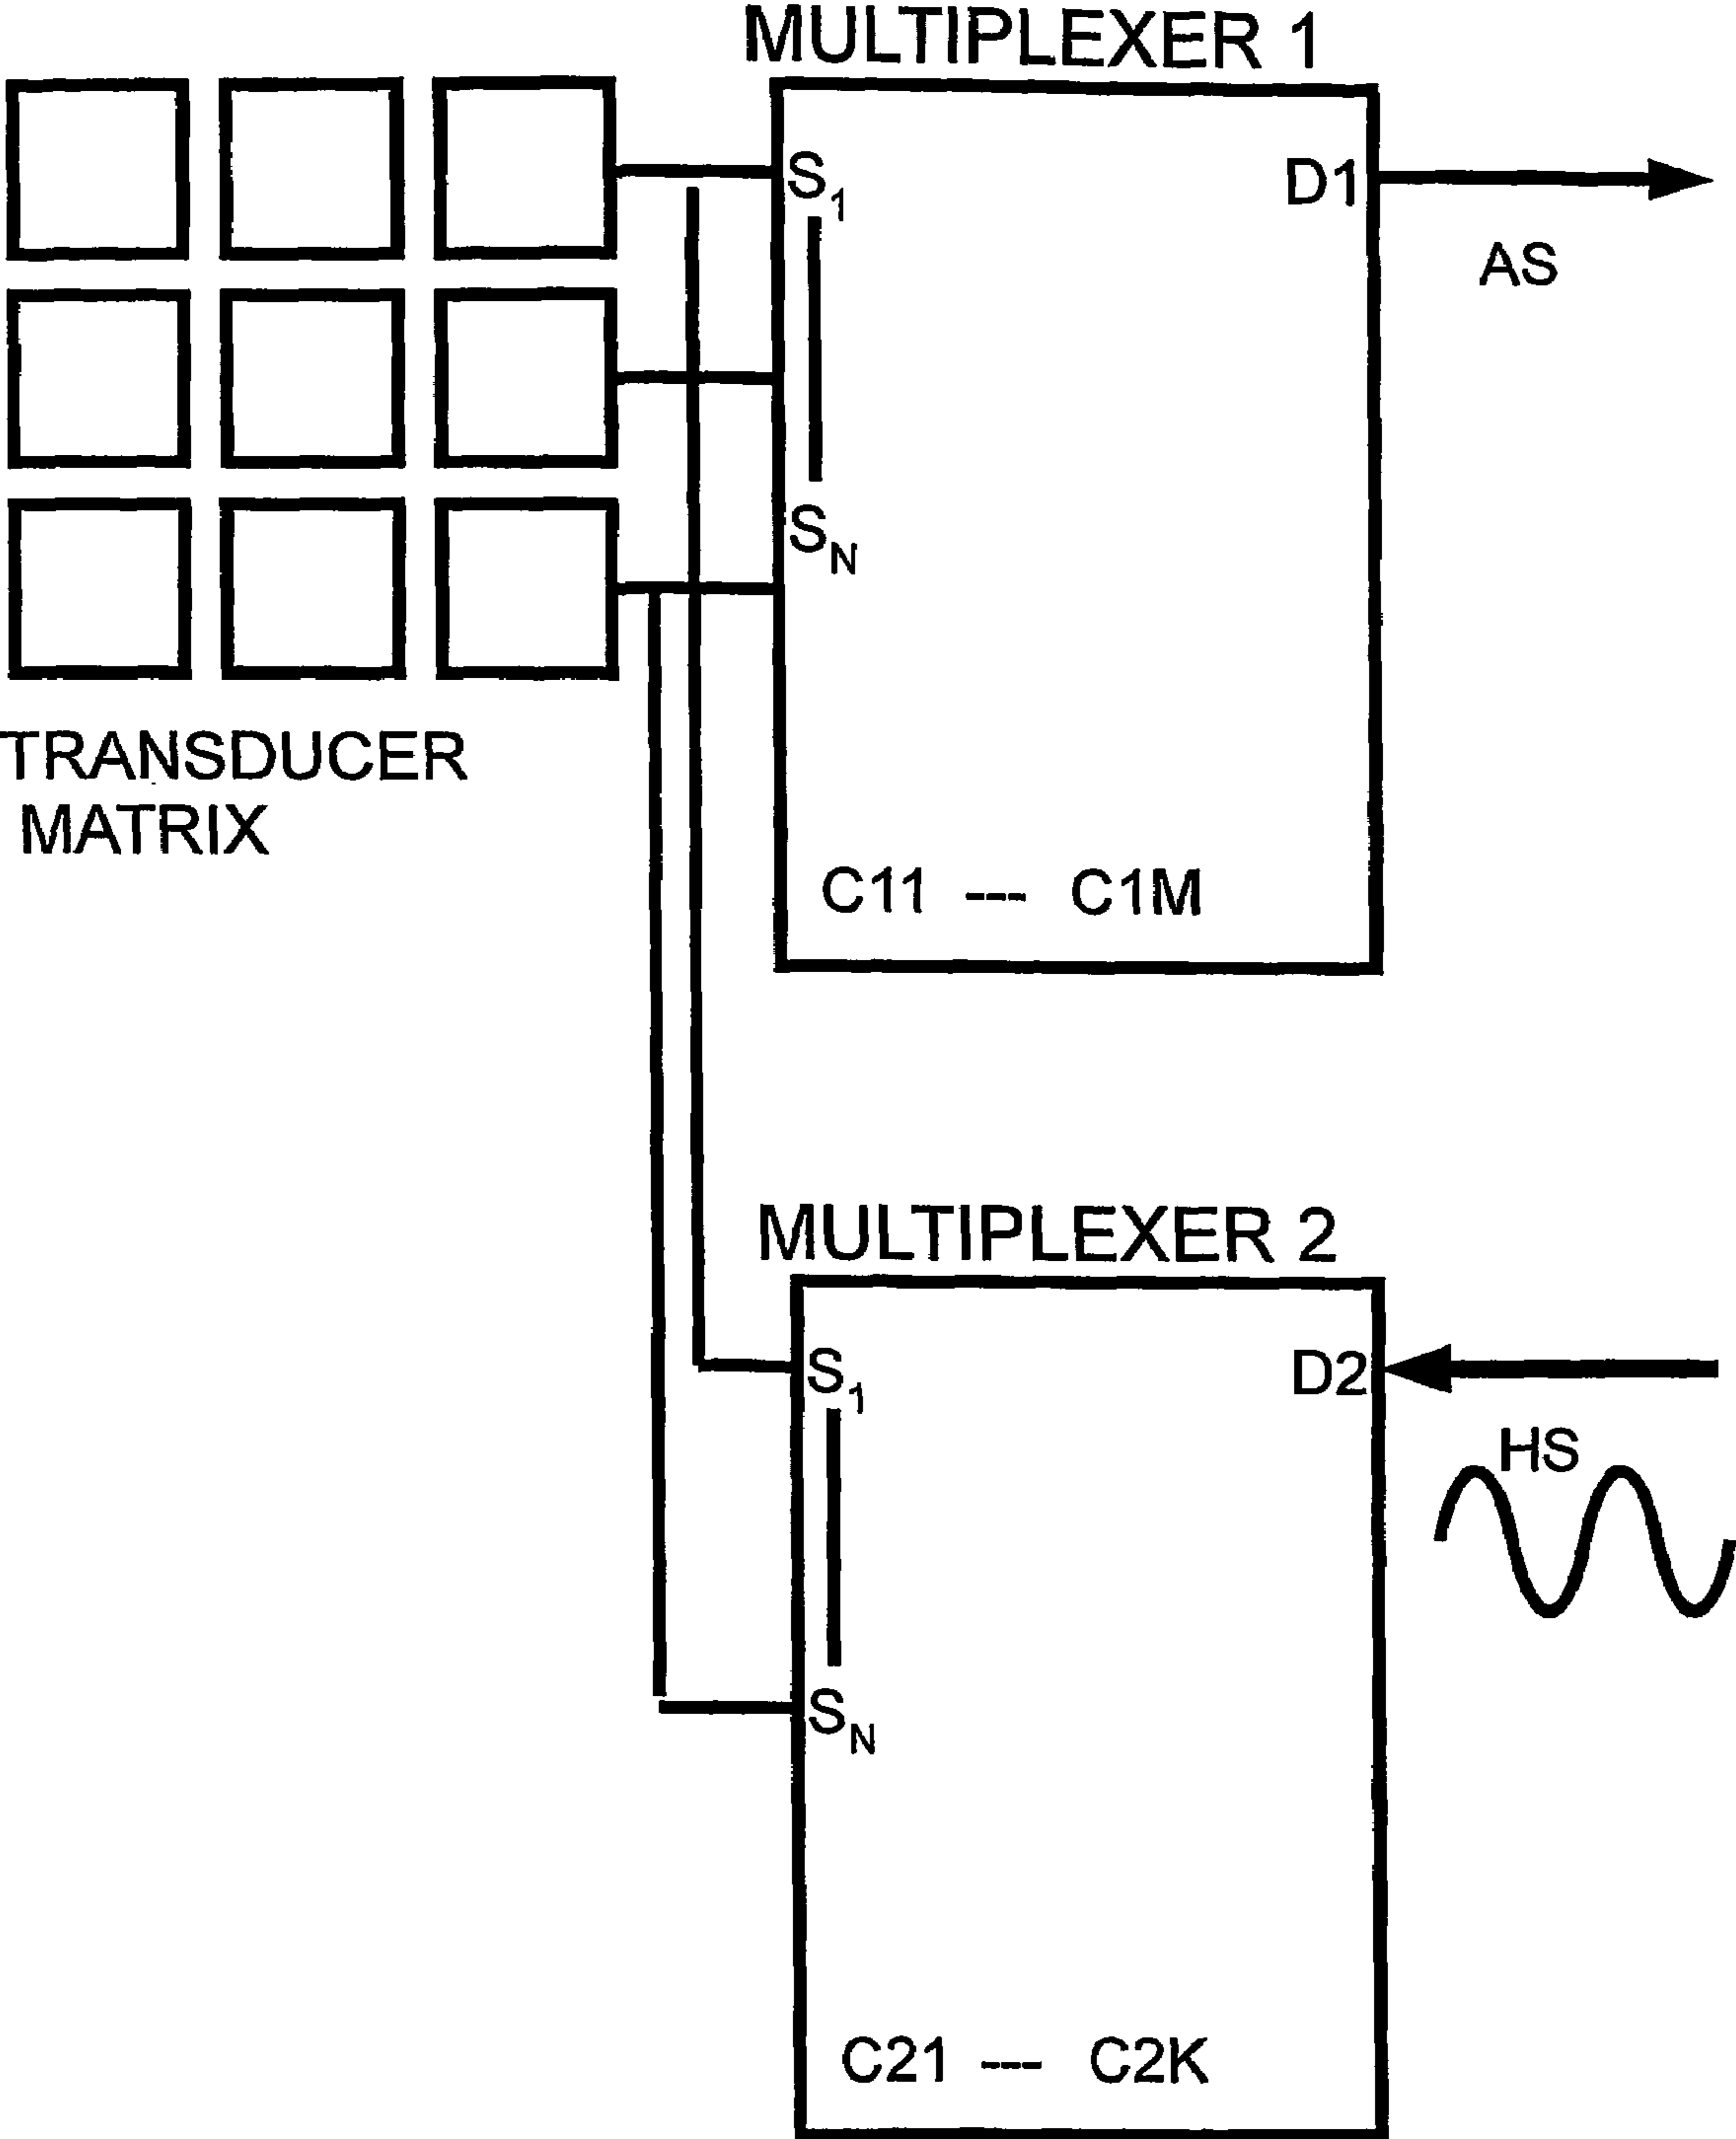 MULTIPLEXER 1
S1
D1
AS
SN
TRANSDUCER
MATRIX
C11 --- C1M
MULTIPLEXER 2
S1
D2
HS
SN
C21 --- C2K